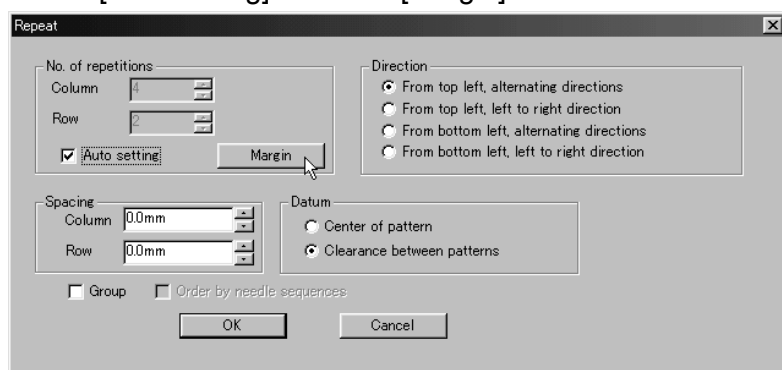 Repeat
No. of repetitions
Column 4
Row 2
Auto setting
Margin
Direction
From top left, alternating directions
From top left, left to right direction
From bottom left, alternating directions
From bottom left, left to right direction
Spacing
Column 0.0mm
Row 0.0mm
Datum
Center of pattern
Clearance between patterns
Group
Order by needle sequences
OK
Cancel